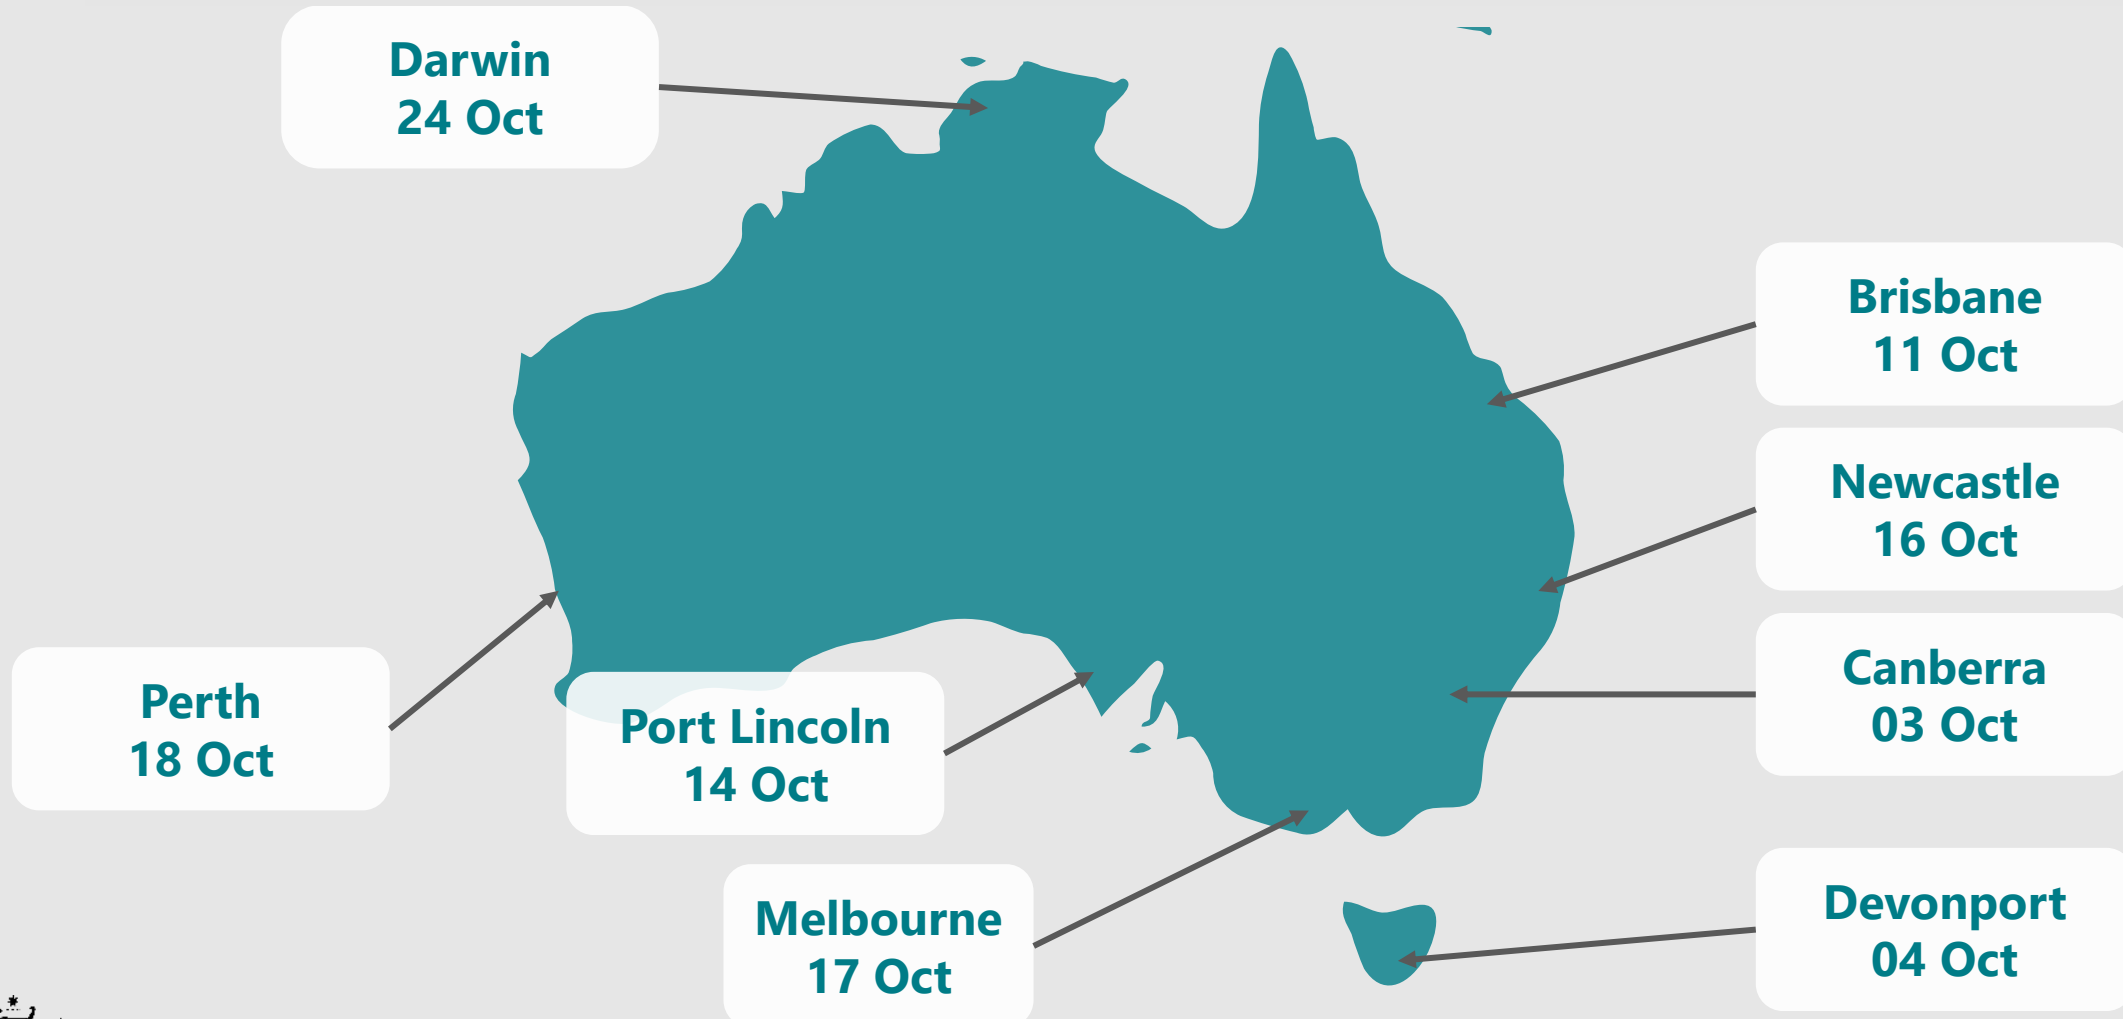 Darwin
24 Oct
Brisbane
11 Oct
Newcastle
16 Oct
Canberra
03 Oct
Perth
18 Oct
Port Lincoln
14 Oct
Melbourne
17 Oct
Devonport
04 Oct